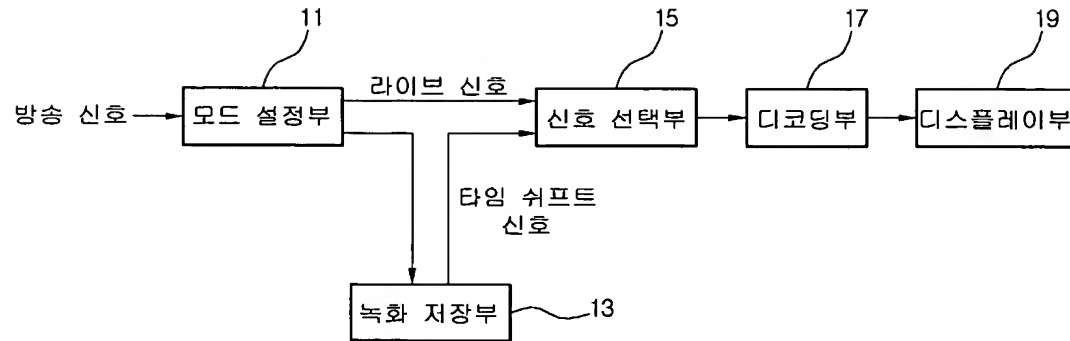 11
15
17
19
라이브 신호
방송 신호
모드 설정부
신호 선택부
디코딩부
디스플레이부
타임 쉬프트
신호
녹화 저장부
13